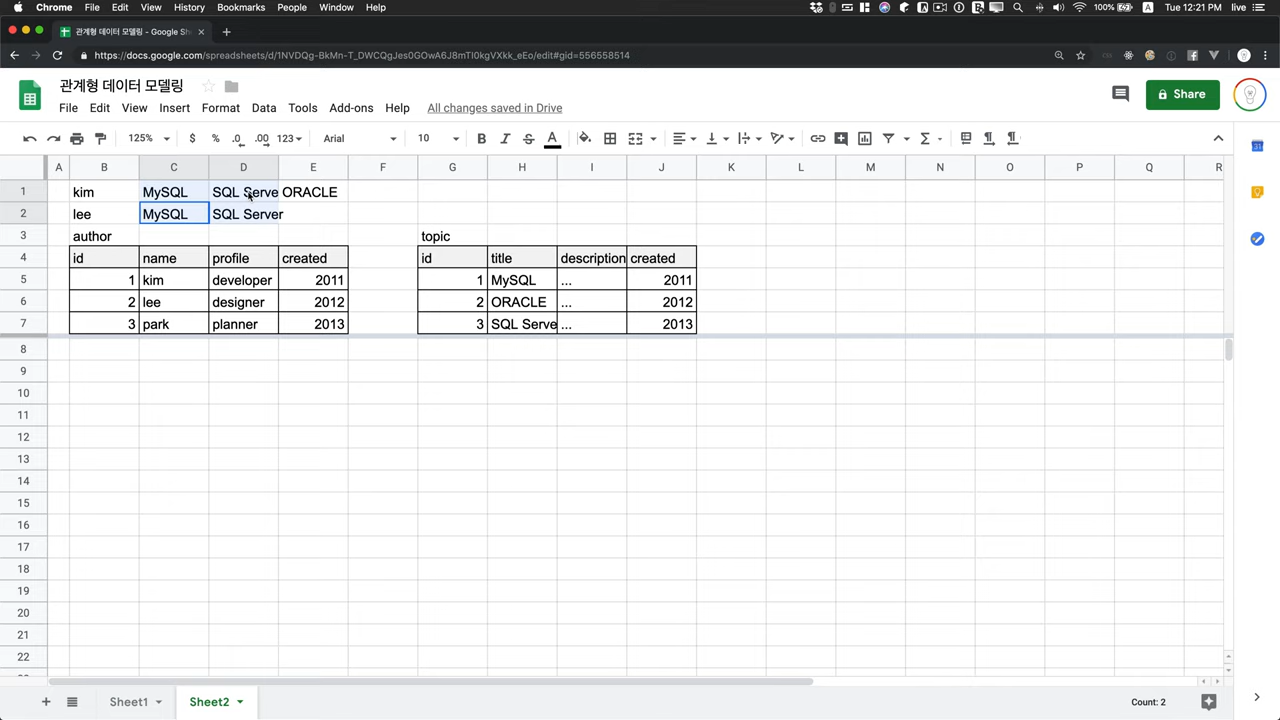 Chrome File Edit View History Bookmarks People Window Help 100% Tue 12:21 PM live
관계형 데이터 모델링 - Google Sh
https://docs.google.com/spreadsheets/d/1NVDQg-BkMn-T_DWCQgJes0GOwA6J8mTI0kgVXkk_eEo/edit#gid=556558514
관계형 데이터 모델링
File Edit View Insert Format Data Tools Add-ons Help All changes saved in Drive
Share
125% $ % .0 .00 123 Arial 10 B I S A
A B C D E F G H I J K L M N O P Q R
1 kim MySQL SQL Serve ORACLE
2 lee MySQL SQL Server
3 author topic
4 id name profile created id title description created
5 1 kim developer 2011 1 MySQL ... 2011
6 2 lee designer 2012 2 ORACLE ... 2012
7 3 park planner 2013 3 SQL Serve ... 2013
8
9
10
11
12
13
14
15
16
17
18
19
20
21
22
Sheet1 Sheet2 Count: 2